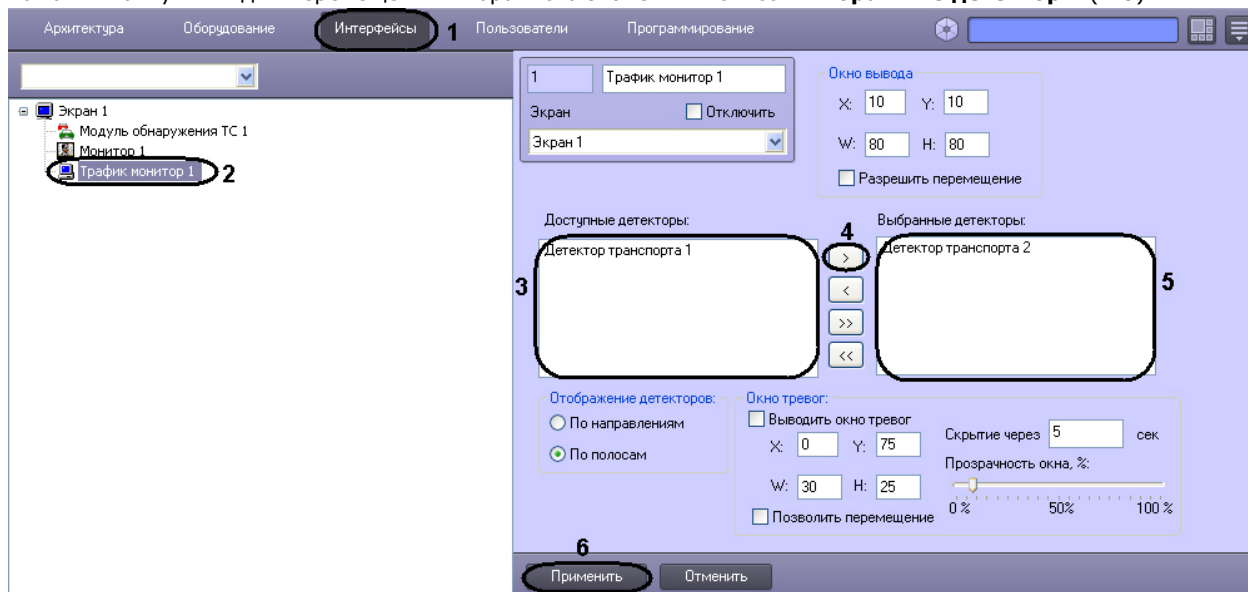 Архитектура Оборудование Интерфейсы 1 Пользователи Программирование
Экран 1
Модуль обнаружения ТС 1
Монитор 1
Трафик монитор 1 2
1 Трафик монитор 1
Экран Отключить
Экран 1
Окно вывода
X: 10 Y: 10
W: 80 H: 80
Разрешить перемещение
Доступные детекторы: 4 Выбранные детекторы:
Детектор транспорта 1 > Детектор транспорта 2
3 < 5
>>
<<
Отображение детекторов:
По направлениям
По полосам
Окно тревог:
Выводить окно тревог
X: 0 Y: 75
W: 30 H: 25
Позволить перемещение
Скрытие через 5 сек
Прозрачность окна, %:
0 % 50% 100 %
6
Применить Отменить